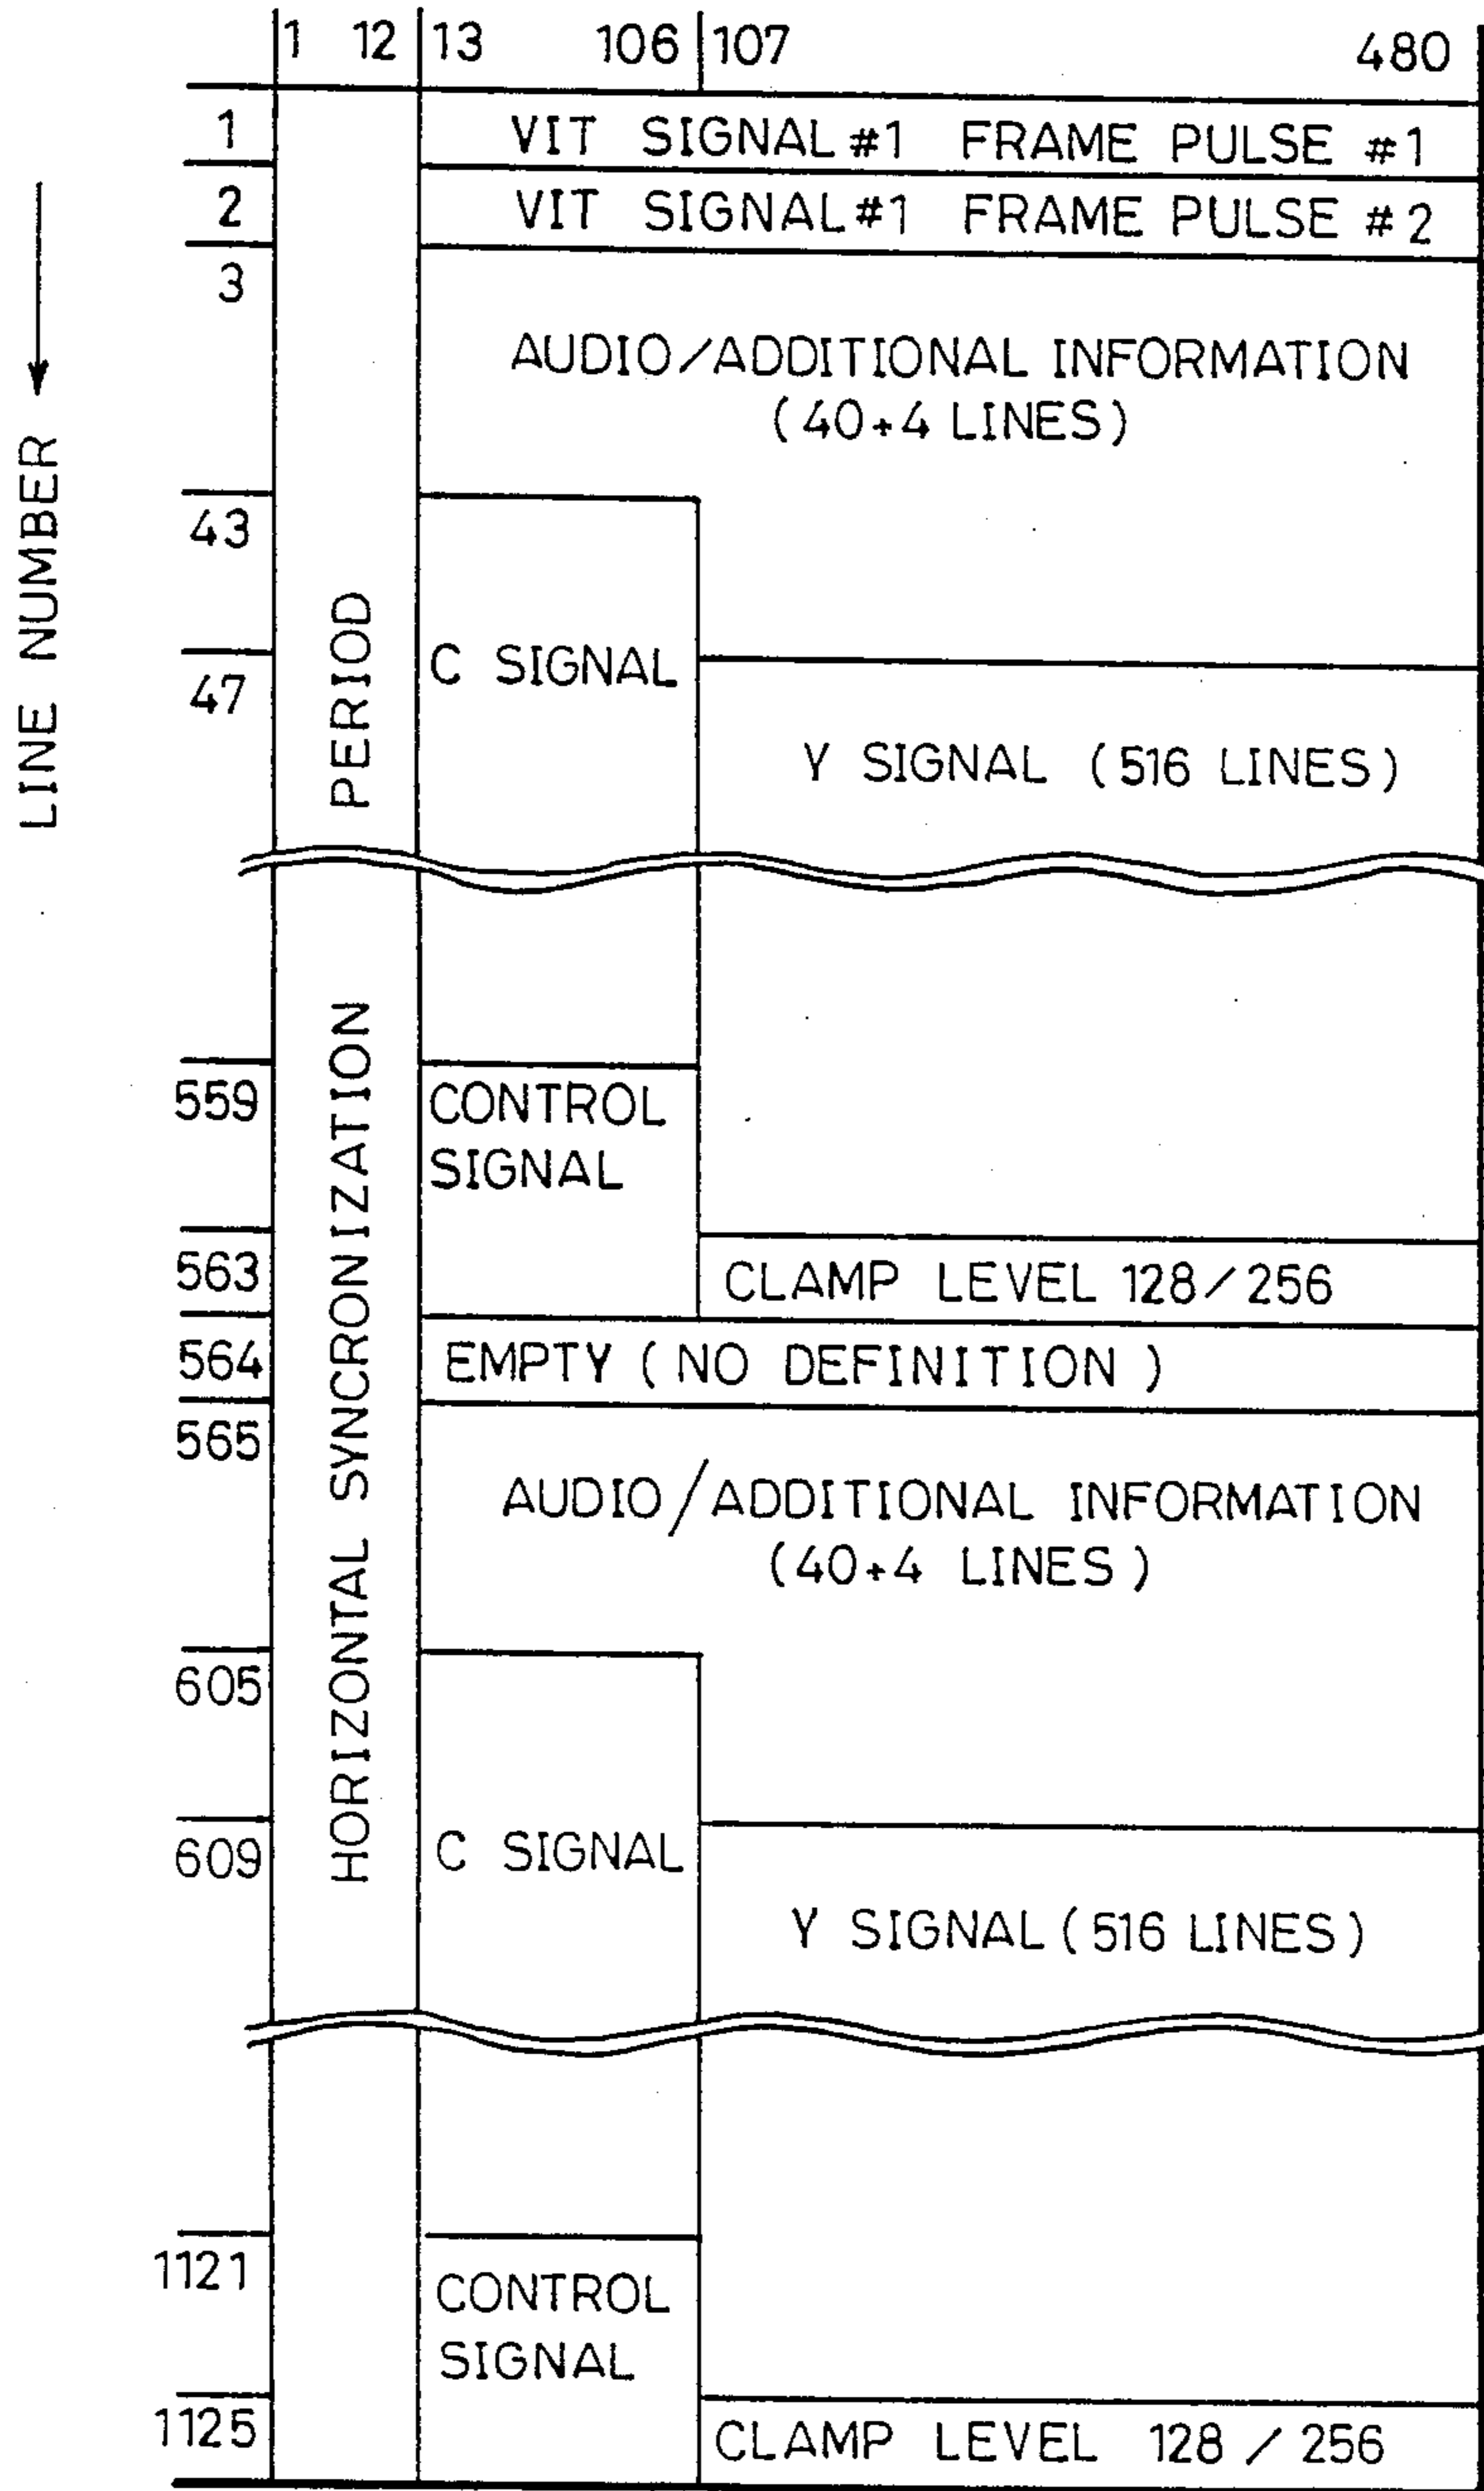 1 12 13 106 107 480
1 VIT SIGNAL #1 FRAME PULSE #1
2 VIT SIGNAL #1 FRAME PULSE #2
3
AUDIO/ADDITIONAL INFORMATION
(40+4 LINES)
LINE NUMBER
43
47
C SIGNAL
Y SIGNAL (516 LINES)
HORIZONTAL SYNCRONIZATION PERIOD
559 CONTROL
SIGNAL
563 CLAMP LEVEL 128/256
564 EMPTY (NO DEFINITION)
565
AUDIO/ADDITIONAL INFORMATION
(40+4 LINES)
605
609 C SIGNAL
Y SIGNAL (516 LINES)
1121 CONTROL
SIGNAL
1125 CLAMP LEVEL 128 / 256